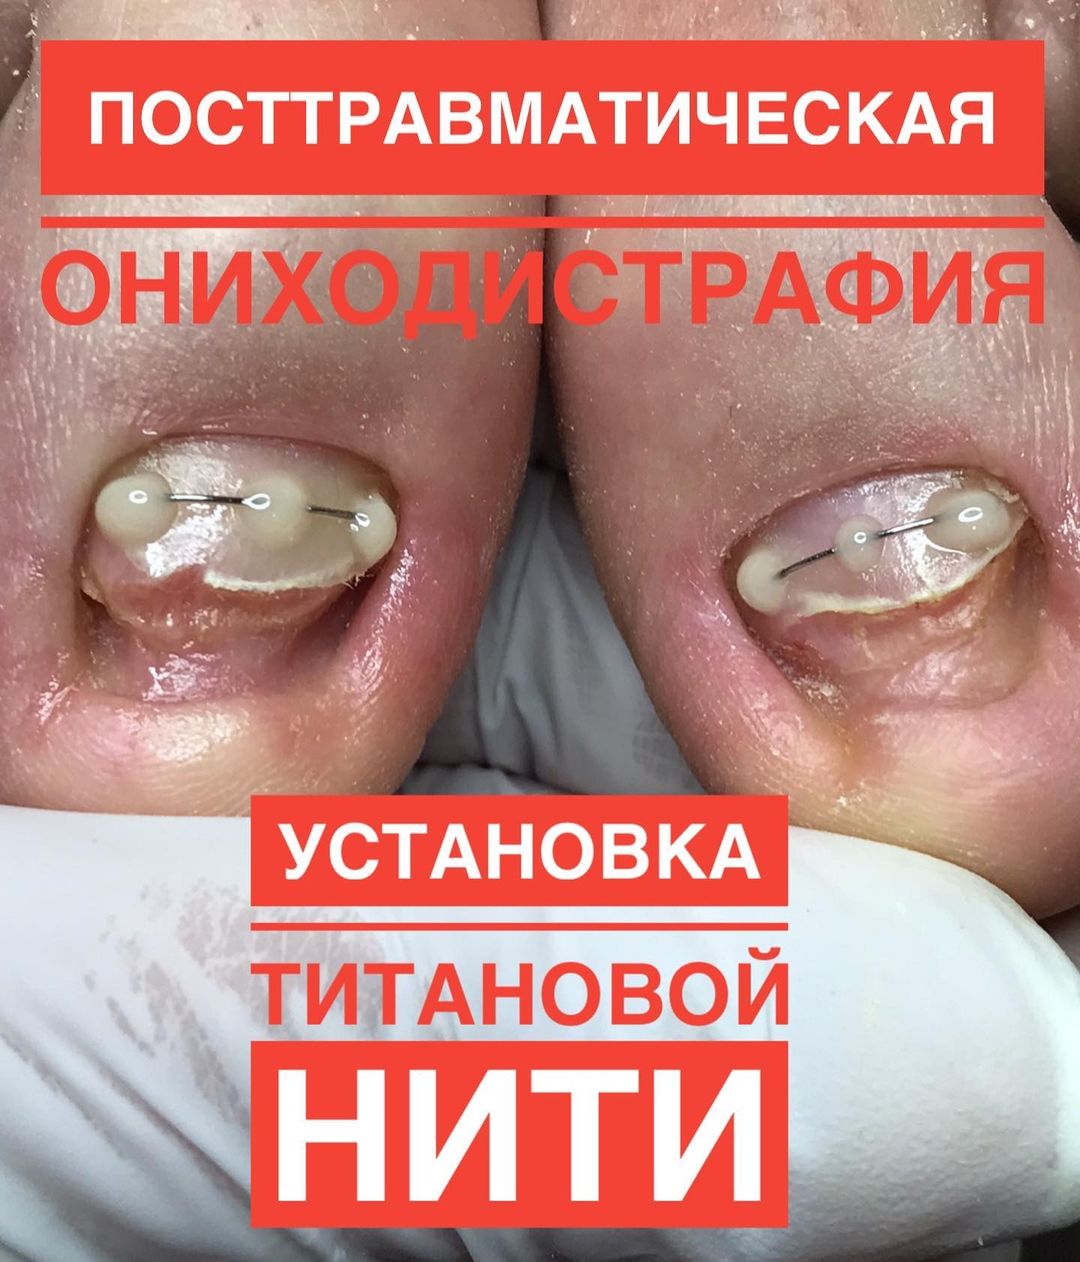 ПОСТТРАВМАТИЧЕСКАЯ
ОНИХОДИСТРАФИЯ
УСТАНОВКА
ТИТАНОВОЙ
НИТИ